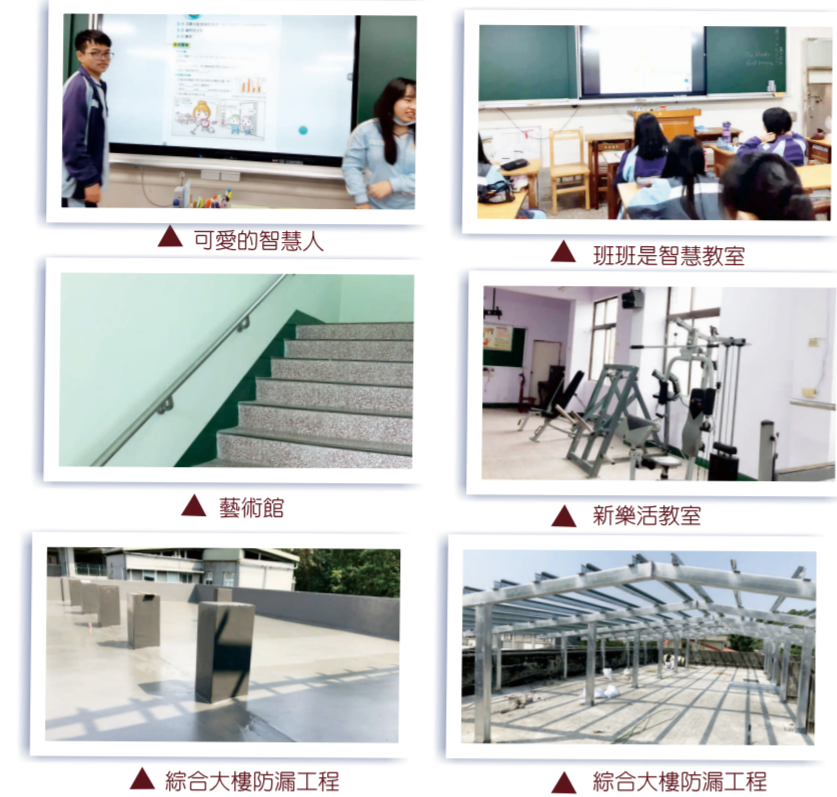 可愛的智慧人
班班是智慧教室
藝術館
新樂活教室
綜合大樓防漏工程
綜合大樓防漏工程